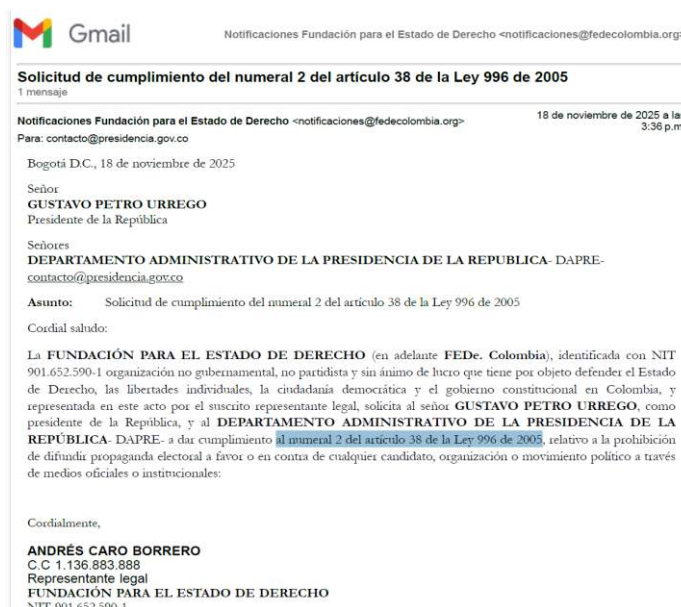 Gmail
Notificaciones Fundación para el Estado de Derecho <notificaciones@fedecolombia.org>
Solicitud de cumplimiento del numeral 2 del artículo 38 de la Ley 996 de 2005
1 mensaje
Notificaciones Fundación para el Estado de Derecho <notificaciones@fedecolombia.org>
18 de noviembre de 2025 a las
3:36 p.m
Para: contacto@presidencia.gov.co
Bogotá D.C., 18 de noviembre de 2025
Señor
GUSTAVO PETRO URREGO
Presidente de la República
Señores
DEPARTAMENTO ADMINISTRATIVO DE LA PRESIDENCIA DE LA REPUBLICA- DAPRE-
contacto@presidencia.gov.co
Asunto: Solicitud de cumplimiento del numeral 2 del artículo 38 de la Ley 996 de 2005
Cordial saludo:
La FUNDACIÓN PARA EL ESTADO DE DERECHO (en adelante FEDe. Colombia), identificada con NIT
901.652.590-1 organización no gubernamental, no partidista y sin ánimo de lucro que tiene por objeto defender el Estado
de Derecho, las libertades individuales, la ciudadanía democrática y el gobierno constitucional en Colombia, y
representada en este acto por el suscrito representante legal, solicita al señor GUSTAVO PETRO URREGO, como
presidente de la República, y al DEPARTAMENTO ADMINISTRATIVO DE LA PRESIDENCIA DE LA
REPÚBLICA- DAPRE- a dar cumplimiento al numeral 2 del artículo 38 de la Ley 996 de 2005, relativo a la prohibición
de difundir propaganda electoral a favor o en contra de cualquier candidato, organización o movimiento político a través
de medios oficiales o institucionales:
Cordialmente,
ANDRÉS CARO BORRERO
C.C 1.136.883.888
Representante legal
FUNDACIÓN PARA EL ESTADO DE DERECHO
NIT 901.652.590-1